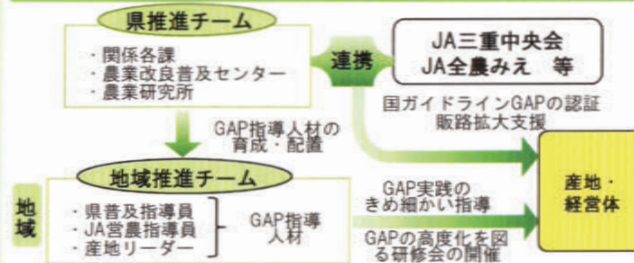 県推進チーム
・関係各課
・農業改良普及センター
・農業研究所
連携
JA三重中央会
JA全農みえ 等
国ガイドラインGAPの認証
販路拡大支援
GAP指導人材の
育成・配置
地域推進チーム
地域
・県普及指導員
・JA営農指導員
・産地リーダー
GAP指導
人材
GAP実践の
きめ細かい指導
GAPの高度化を図
る研修会の開催
産地・
経営体